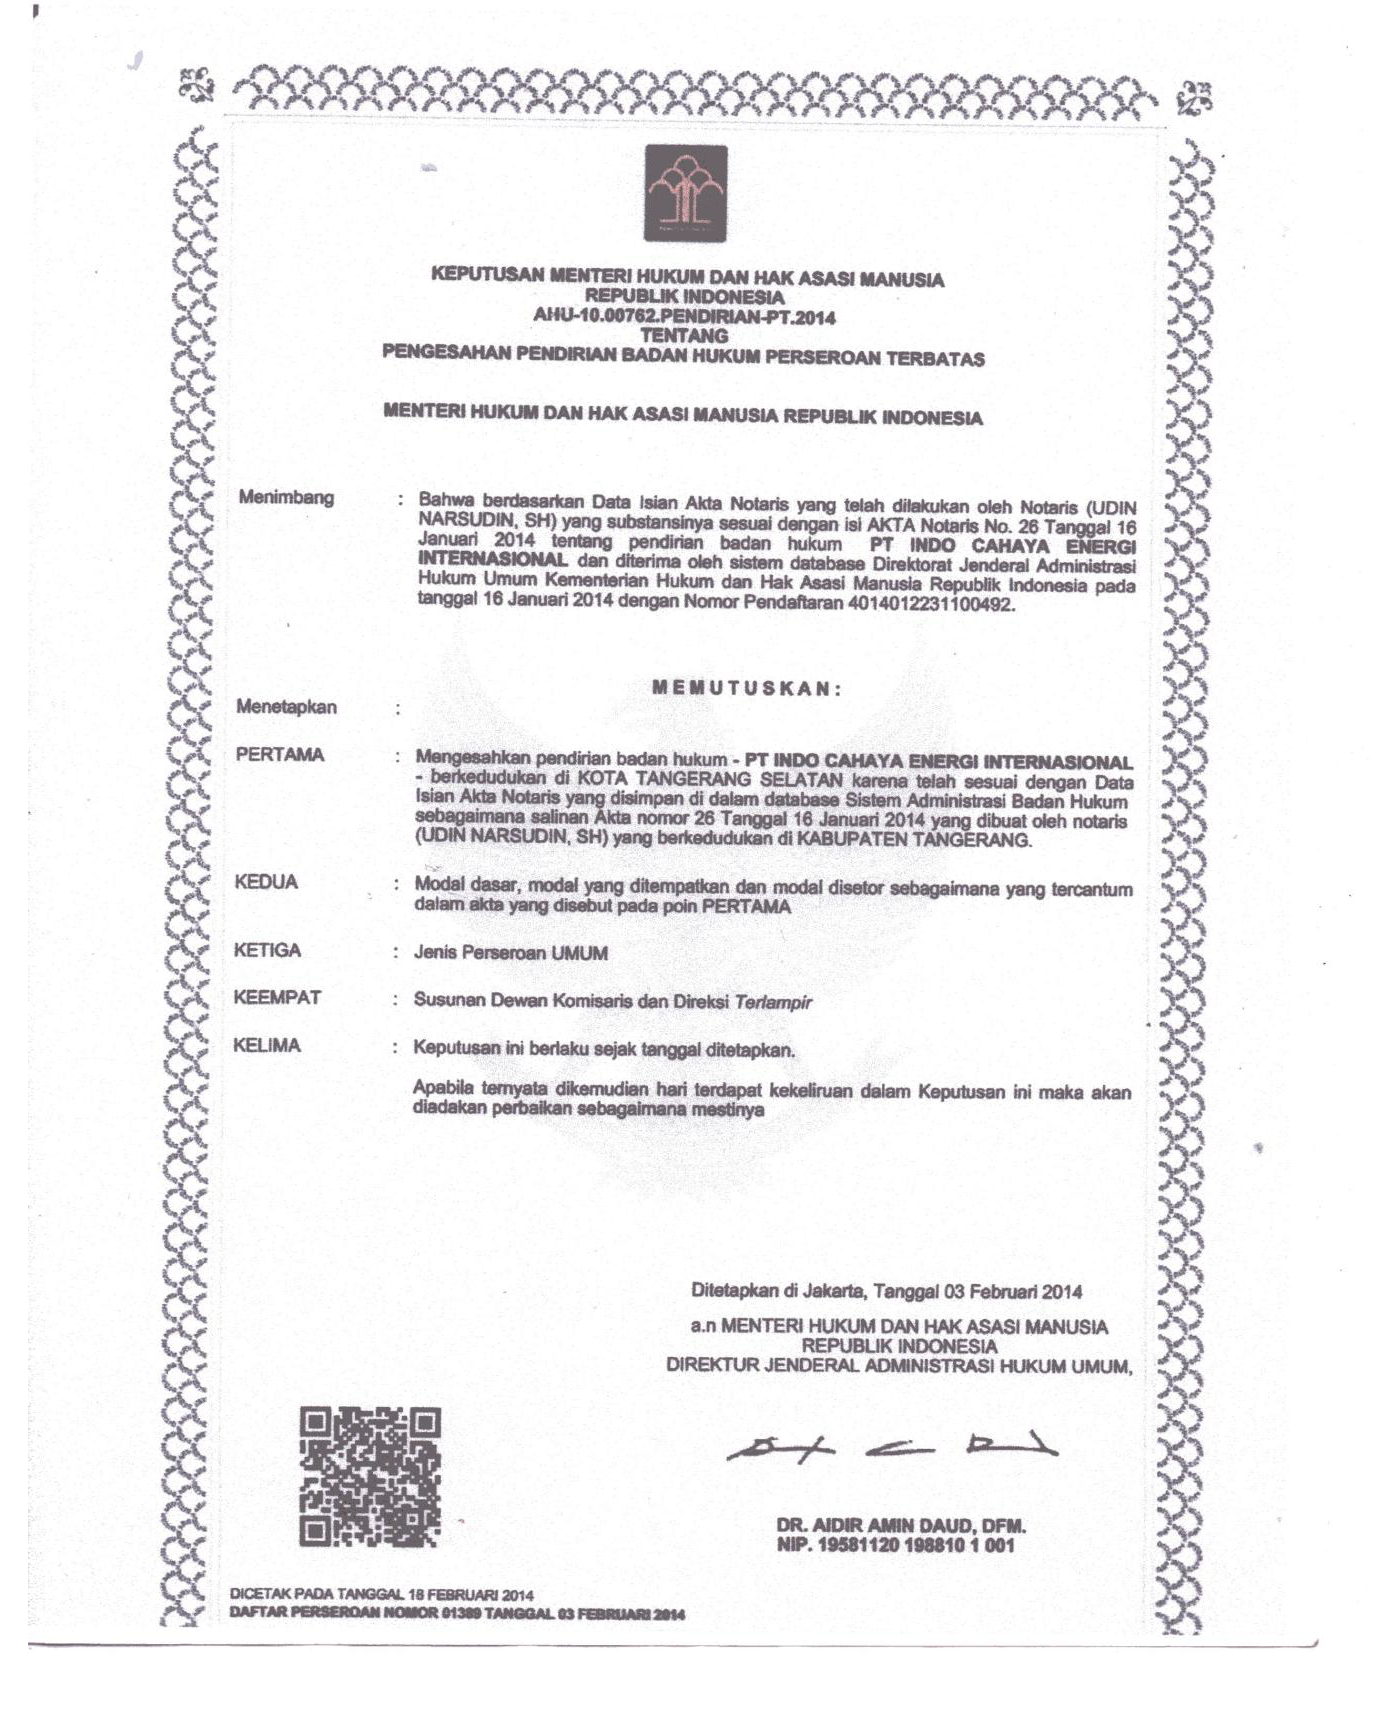 KEPUTUSAN MENTERI HUKUM DAN HAK ASASI MANUSIA
REPUBLIK INDONESIA
AHU-10.00762.PENDIRIAN-PT.2014
TENTANG
PENGESAHAN PENDIRIAN BADAN HUKUM PERSEROAN TERBATAS
MENTERI HUKUM DAN HAK ASASI MANUSIA REPUBLIK INDONESIA
Menimbang : Bahwa berdasarkan Data Isian Akta Notaris yang telah dilakukan oleh Notaris (UDIN
NARSUDIN, SH) yang substansinya sesuai dengan isi AKTA Notaris No. 26 Tanggal 16
Januari 2014 tentang pendirian badan hukum PT INDO CAHAYA ENERGI
INTERNASIONAL dan diterima oleh sistem database Direktorat Jenderal Administrasi
Hukum Umum Kementerian Hukum dan Hak Asasi Manusia Republik Indonesia pada
tanggal 16 Januari 2014 dengan Nomor Pendaftaran 4014012231100492.
MEMUTUSKAN:
Menetapkan :
PERTAMA : Mengesahkan pendirian badan hukum - PT INDO CAHAYA ENERGI INTERNASIONAL
- berkedudukan di KOTA TANGERANG SELATAN karena telah sesuai dengan Data
Isian Akta Notaris yang disimpan di dalam database Sistem Administrasi Badan Hukum
sebagaimana salinan Akta nomor 26 Tanggal 16 Januari 2014 yang dibuat oleh notaris
(UDIN NARSUDIN, SH) yang berkedudukan di KABUPATEN TANGERANG.
KEDUA : Modal dasar, modal yang ditempatkan dan modal disetor sebagaimana yang tercantum
dalam akta yang disebut pada poin PERTAMA
KETIGA : Jenis Perseroan UMUM
KEEMPAT : Susunan Dewan Komisaris dan Direksi Terlampir
KELIMA : Keputusan ini berlaku sejak tanggal ditetapkan.
Apabila ternyata dikemudian hari terdapat kekeliruan dalam Keputusan ini maka akan
diadakan perbaikan sebagaimana mestinya
Ditetapkan di Jakarta, Tanggal 03 Februari 2014
a.n MENTERI HUKUM DAN HAK ASASI MANUSIA
REPUBLIK INDONESIA
DIREKTUR JENDERAL ADMINISTRASI HUKUM UMUM,
DR. AIDIR AMIN DAUD, DFM.
NIP. 19581120 198810 1 001
DICETAK PADA TANGGAL 18 FEBRUARI 2014
DAFTAR PERSEROAN NOMOR 01389 TANGGAL 03 FEBRUARI 2014